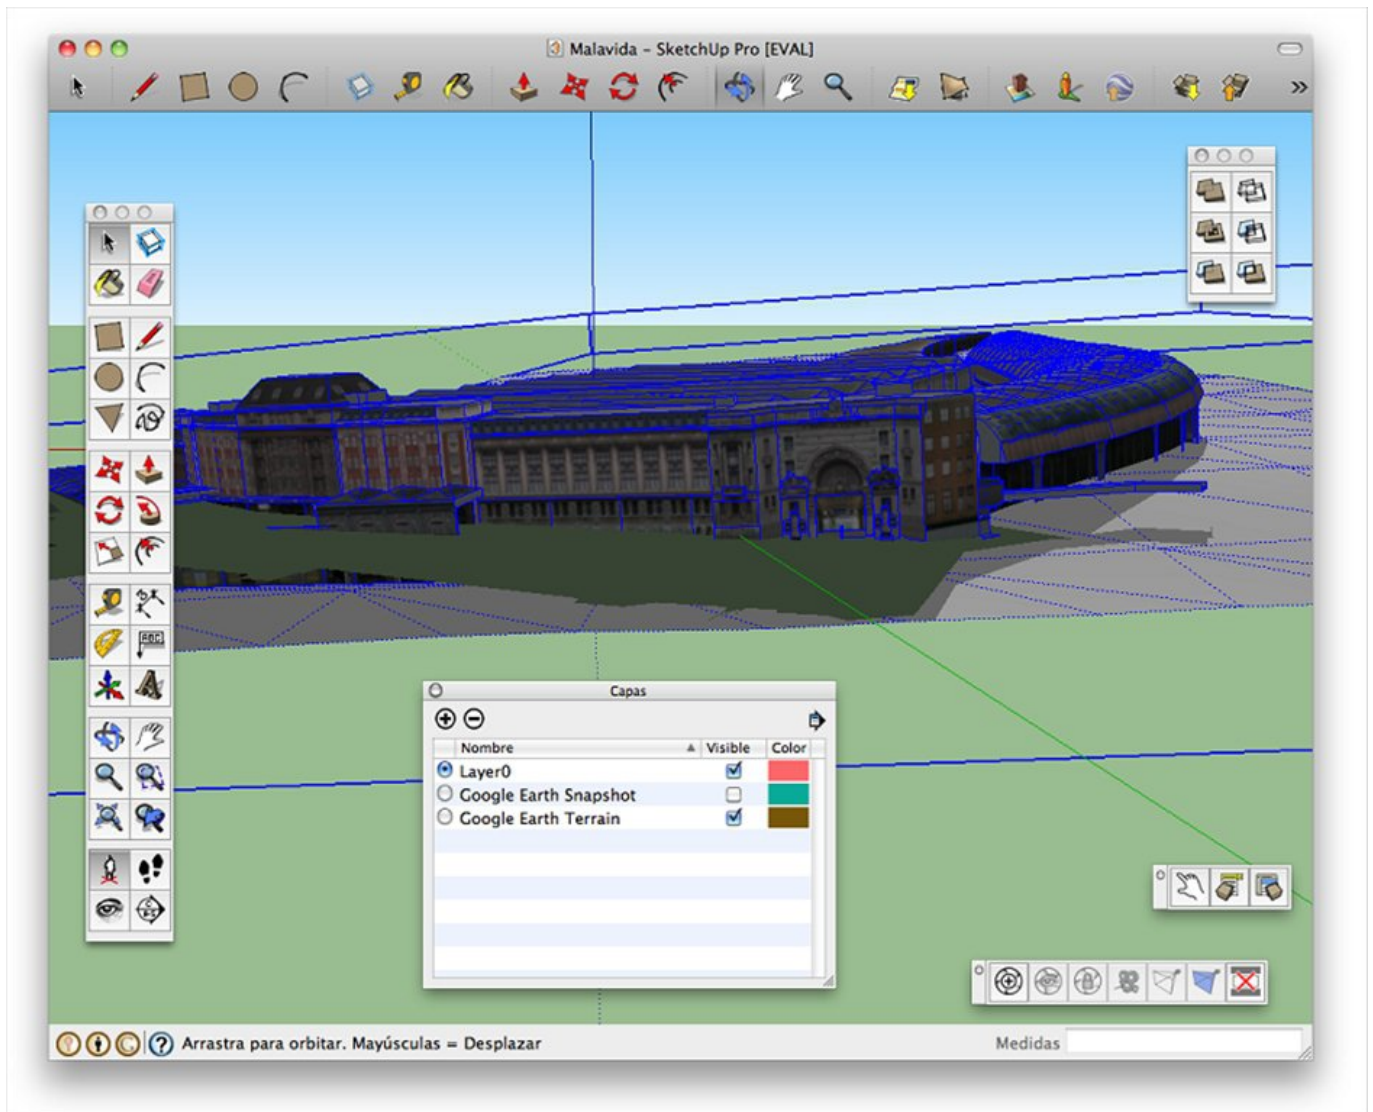 Malavida – SketchUp Pro [EVAL]
ABC
Capas
Nombre Visible Color
Layer0
Google Earth Snapshot
Google Earth Terrain
Arrastra para orbitar. Mayúsculas = Desplazar
Medidas